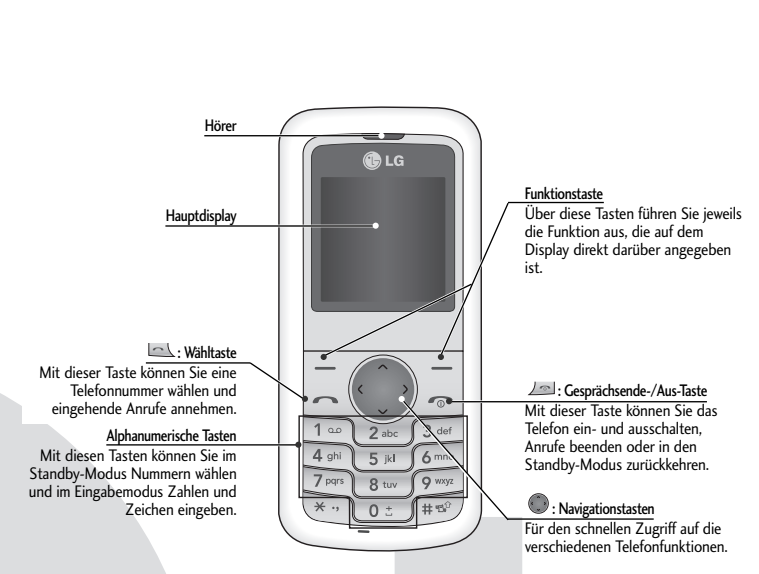 Hörer
LG
Hauptdisplay
Funktionstaste
Über diese Tasten führen Sie jeweils
die Funktion aus, die auf dem
Display direkt darüber angegeben
ist.
: Wähltaste
Mit dieser Taste können Sie eine
Telefonnummer wählen und
eingehende Anrufe annehmen.
Alphanumerische Tasten
Mit diesen Tasten können Sie im
Standby-Modus Nummern wählen
und im Eingabemodus Zahlen und
Zeichen eingeben.
: Gesprächsende-/Aus-Taste
Mit dieser Taste können Sie das
Telefon ein- und ausschalten,
Anrufe beenden oder in den
Standby-Modus zurückkehren.
: Navigationstasten
Für den schnellen Zugriff auf die
verschiedenen Telefonfunktionen.
1
2 abc
3 def
4 ghi
5 jkl
6 mno
7 pqrs
8 tuv
9 wxyz
* .,
0 ±
#